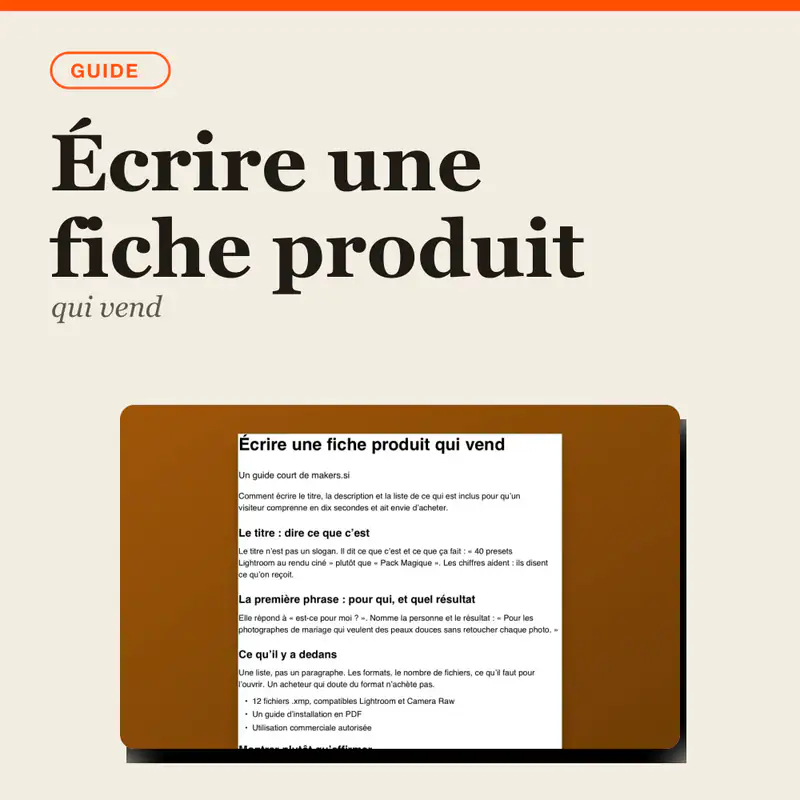 GUIDE
Écrire une
fiche produit
qui vend
Écrire une fiche produit qui vend
Un guide court de makers.si
Comment écrire le titre, la description et la liste de ce qui est inclus pour qu’un
visiteur comprenne en dix secondes et ait envie d’acheter.
Le titre : dire ce que c’est
Le titre n’est pas un slogan. Il dit ce que c’est et ce que ça fait : « 40 presets
Lightroom au rendu ciné » plutôt que « Pack Magique ». Les chiffres aident : ils disent
ce qu’on reçoit.
La première phrase : pour qui, et quel résultat
Elle répond à « est-ce pour moi ? ». Nomme la personne et le résultat : « Pour les
photographes de mariage qui veulent des peaux douces sans retoucher chaque photo. »
Ce qu’il y a dedans
Une liste, pas un paragraphe. Les formats, le nombre de fichiers, ce qu’il faut pour
l’ouvrir. Un acheteur qui doute du format n’achète pas.
• 12 fichiers .xmp, compatibles Lightroom et Camera Raw
• Un guide d’installation en PDF
• Utilisation commerciale autorisée
Montrer plutôt qu’affirmer